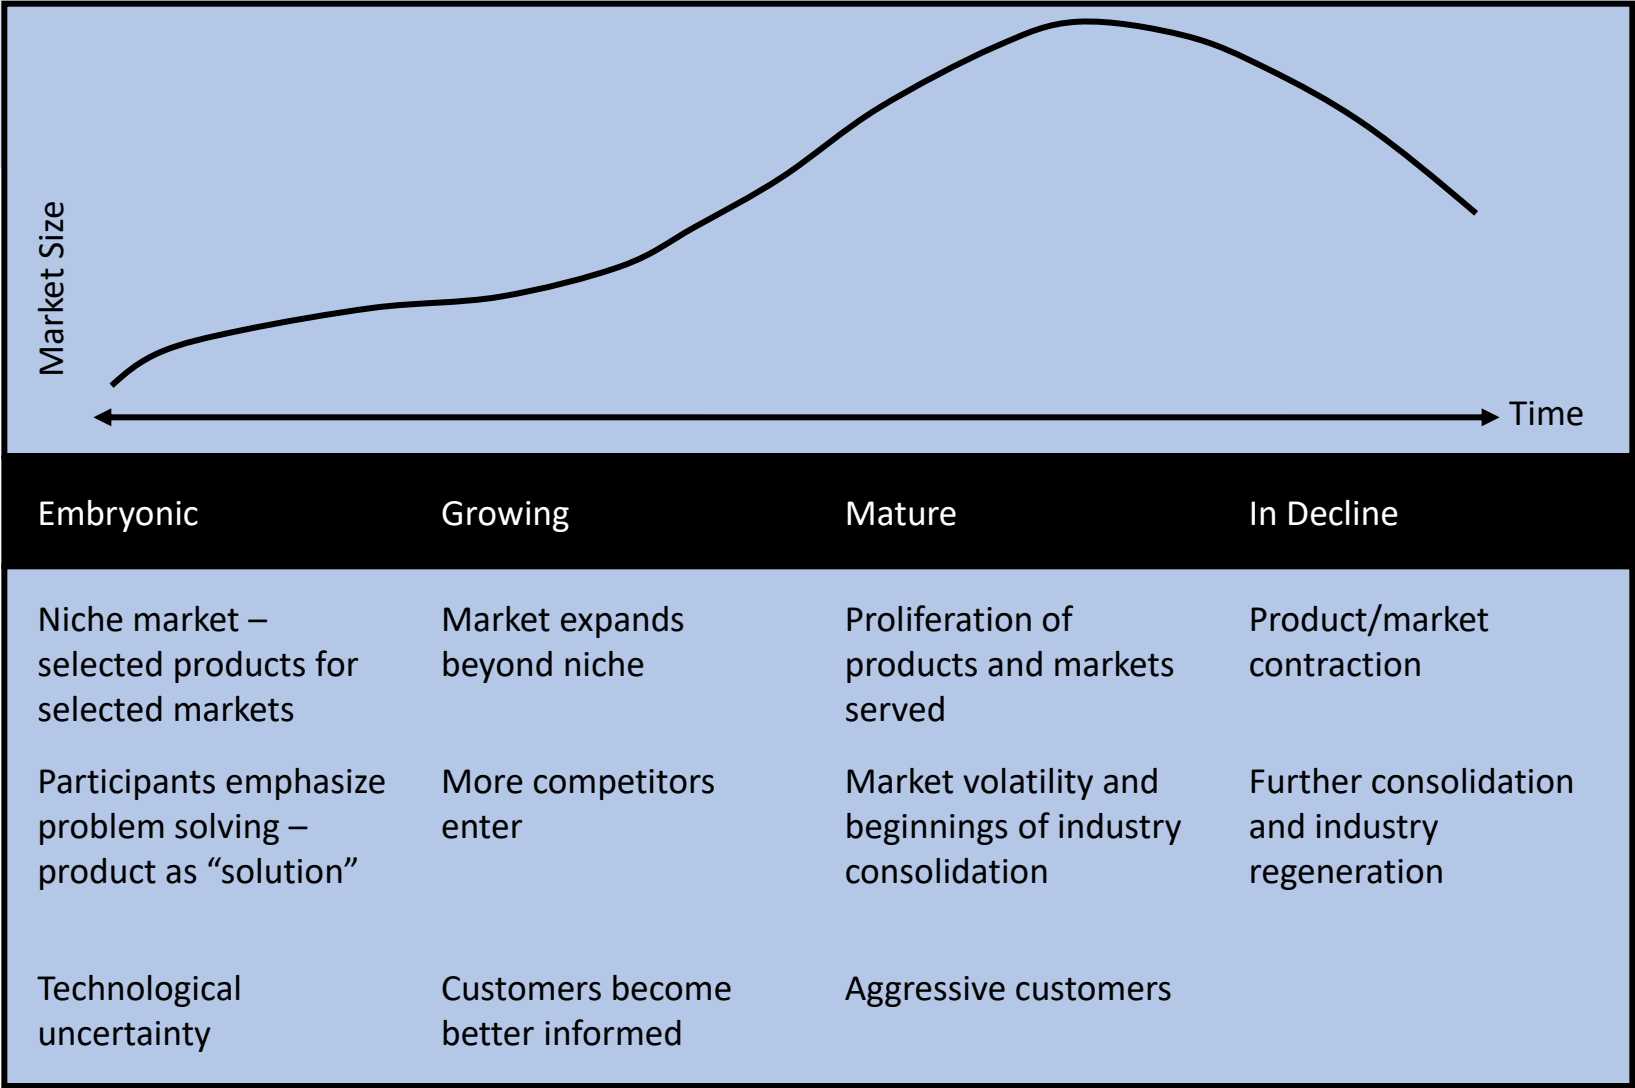 Market Size
Time
Embryonic
Growing
Mature
In Decline
Niche market –
selected products for
selected markets
Market expands
beyond niche
Proliferation of
products and markets
served
Product/market
contraction
Participants emphasize
problem solving –
product as “solution”
More competitors
enter
Market volatility and
beginnings of industry
consolidation
Further consolidation
and industry
regeneration
Technological
uncertainty
Customers become
better informed
Aggressive customers